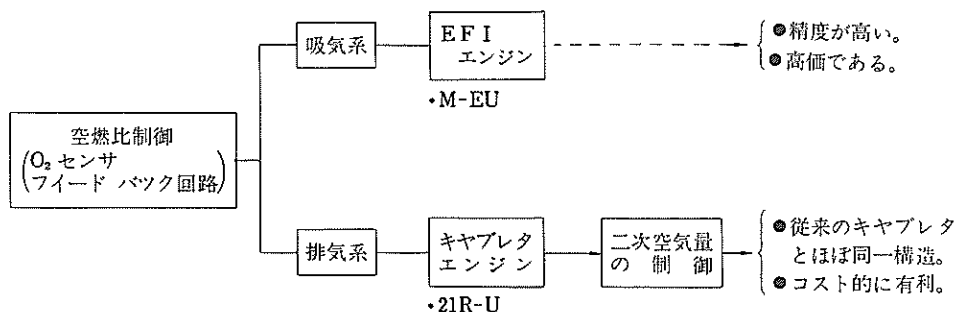 空燃比制御
(O₂ センサ
フイード バツク回路)
吸気系
EFI
エンジン
・M-EU
●精度が高い。
●高価である。
排気系
キヤブレタ
エンジン
・21R-U
二次空気量
の制御
●従来のキヤブレタ
とほぼ同一構造。
●コスト的に有利。